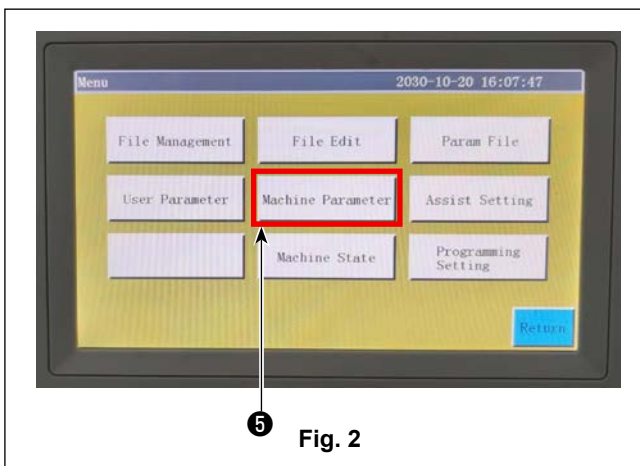 Menu 2030-10-20 16:07:47
File Management File Edit Param File
User Parameter Machine Parameter Assist Setting
Machine State Programming
Setting
Return
❺
Fig. 2